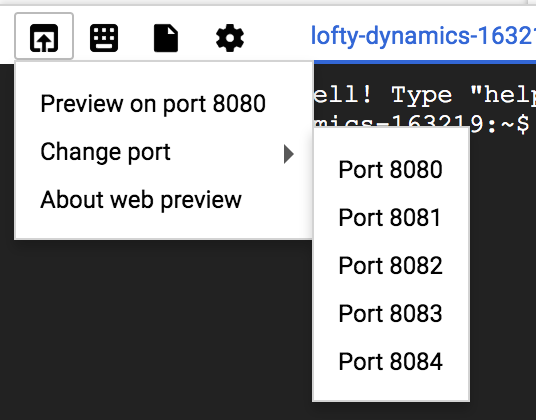 lofty-dynamics-16321
ell! Type "help
mics-163219:~$
Preview on port 8080
Change port
About web preview
Port 8080
Port 8081
Port 8082
Port 8083
Port 8084